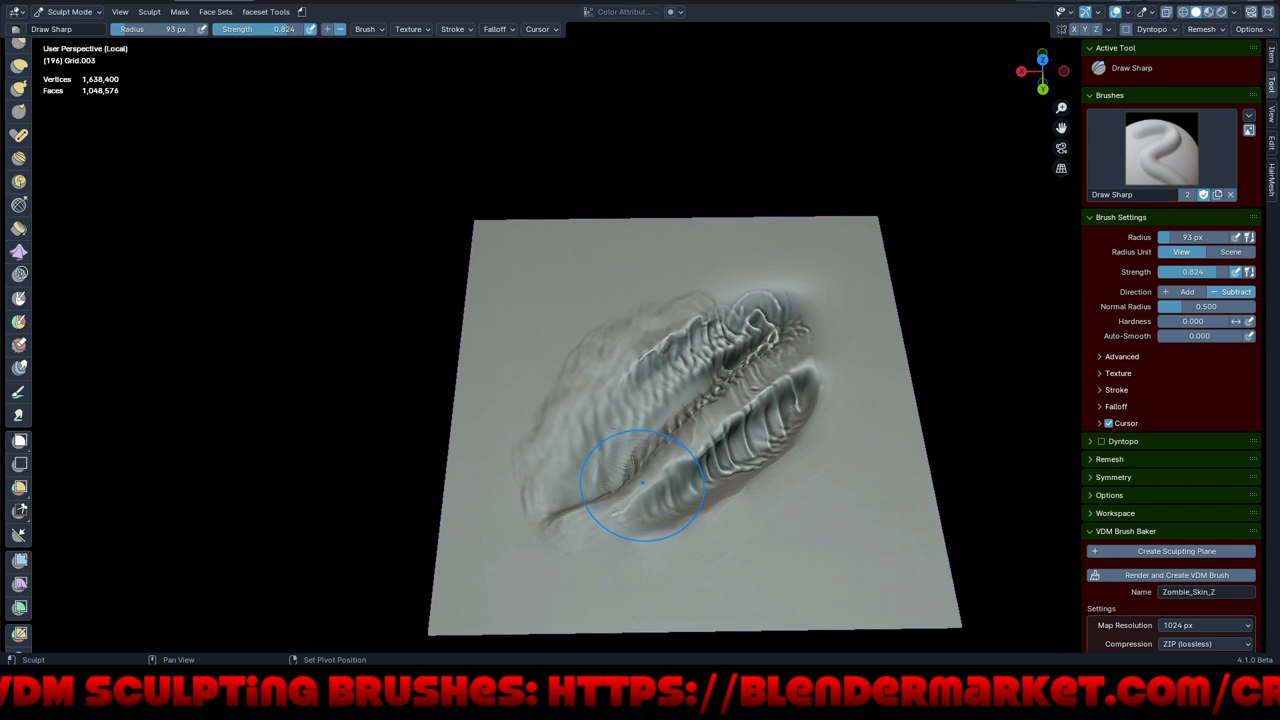 Sculpt Mode View Sculpt Mask Face Sets faceset Tools Color Attribut...
Draw Sharp Radius 93 px Strength 0.824 Brush Texture Stroke Falloff Cursor X Y Z Dyntopo Remesh Options
User Perspective (Local)
(196) Grid.003
Vertices 1,638,400
Faces 1,048,576
X
Z
Y
Active Tool
Draw Sharp
Brushes
Draw Sharp 2
Brush Settings
Radius 93 px
Radius Unit View Scene
Strength 0.824
Direction Add Subtract
Normal Radius 0.500
Hardness 0.000
Auto-Smooth 0.000
Advanced
Texture
Stroke
Falloff
Cursor
Dyntopo
Remesh
Symmetry
Options
Workspace
VDM Brush Baker
Create Sculpting Plane
Render and Create VDM Brush
Name Zombie_Skin_Z
Settings
Map Resolution 1024 px
Compression ZIP (lossless)
Item
Tool
View
Edit
HairMesh
Sculpt Pan View Set Pivot Position 4.1.0 Beta
VDM SCULPTING BRUSHES: HTTPS://BLENDERMARKET.COM/CR